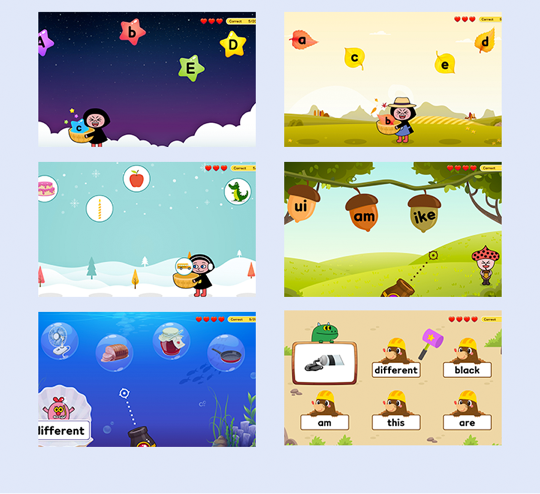 Correct
A
b
D
E
c
Correct
a
d
c
e
b
Correct
Correct
ui
am
ike
Correct
different
Correct
different
black
am
this
are